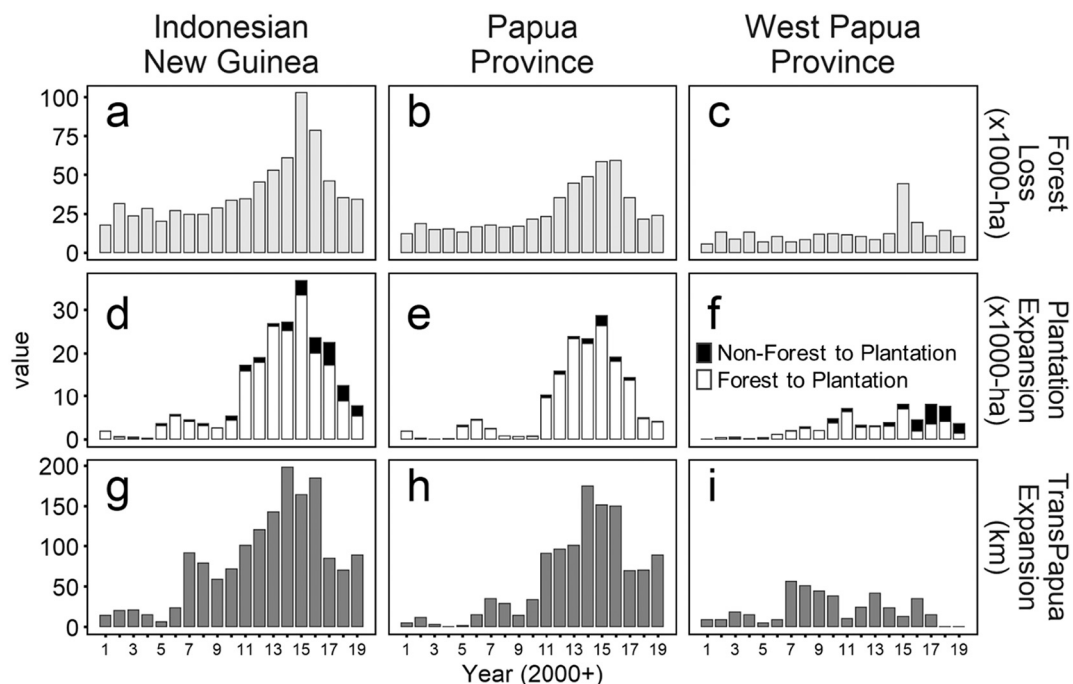 Indonesian
New Guinea
Papua
Province
West Papua
Province
a
b
c
100
75
50
25
0
Forest
Loss
(x1000-ha)
d
e
f
Non-Forest to Plantation
Forest to Plantation
30
20
10
0
Plantation
Expansion
(x1000-ha)
value
g
h
i
200
150
100
50
0
TransPapua
Expansion
(km)
1 3 5 7 9 11 13 15 17 19
1 3 5 7 9 11 13 15 17 19
1 3 5 7 9 11 13 15 17 19
Year (2000+)